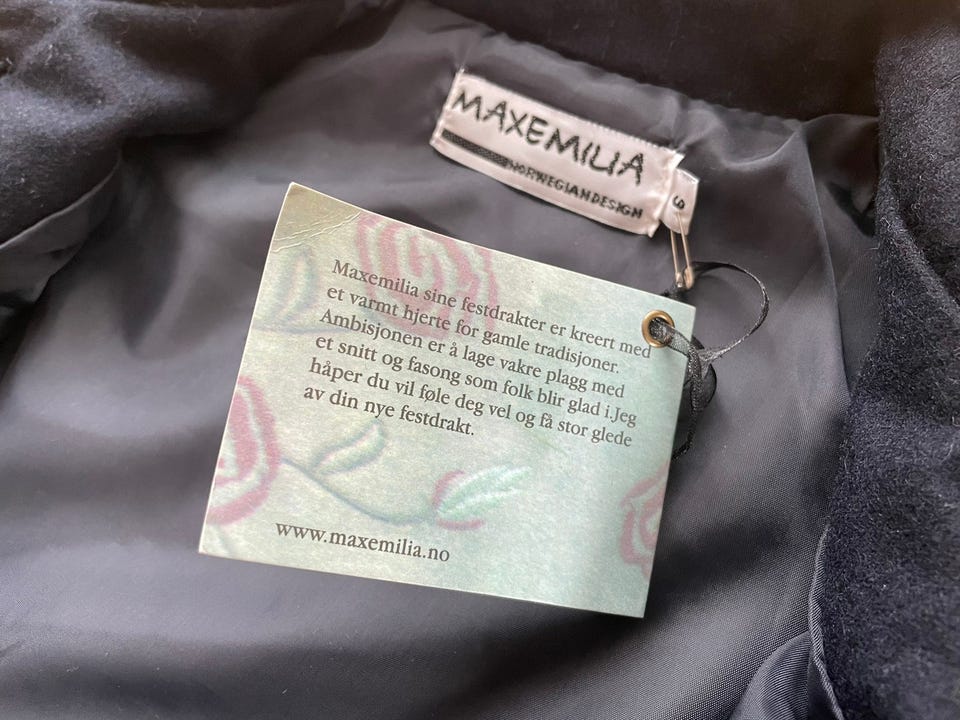 MAXEMILIA
NORWEGIAN DESIGN
Maxemilia sine festdrakter er kreert med
et varmt hjerte for gamle tradisjoner.
Ambisjonen er å lage vakre plagg med
et snitt og fasong som folk blir glad i.Jeg
håper du vil føle deg vel og få stor glede
av din nye festdrakt.
www.maxemilia.no